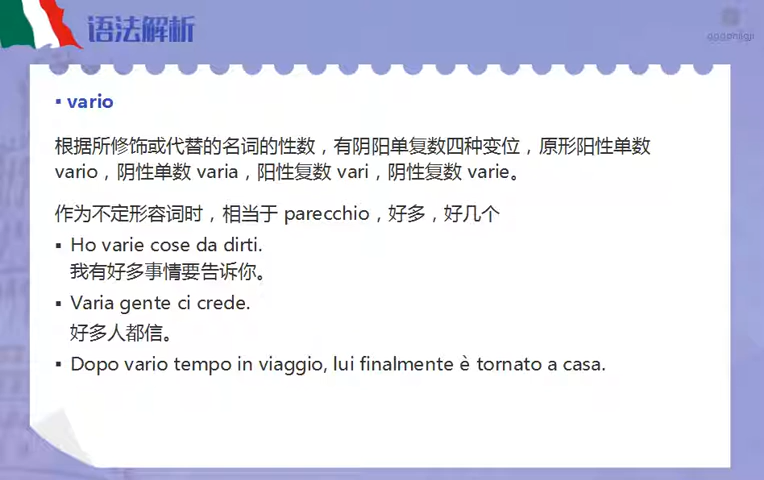 语法解析
▪ vario
根据所修饰或代替的名词的性数，有阴阳单复数四种变位，原形阳性单数
vario，阴性单数 varia，阳性复数 vari，阴性复数 varie。
作为不定形容词时，相当于 parecchio，好多，好几个
▪ Ho varie cose da dirti.
我有好多事情要告诉你。
▪ Varia gente ci crede.
好多人都信。
▪ Dopo vario tempo in viaggio, lui finalmente è tornato a casa.